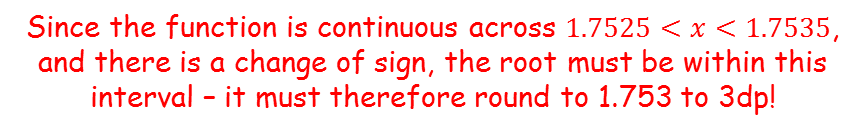 Since the function is continuous across 1.7525 < x < 1.7535,
and there is a change of sign, the root must be within this
interval – it must therefore round to 1.753 to 3dp!